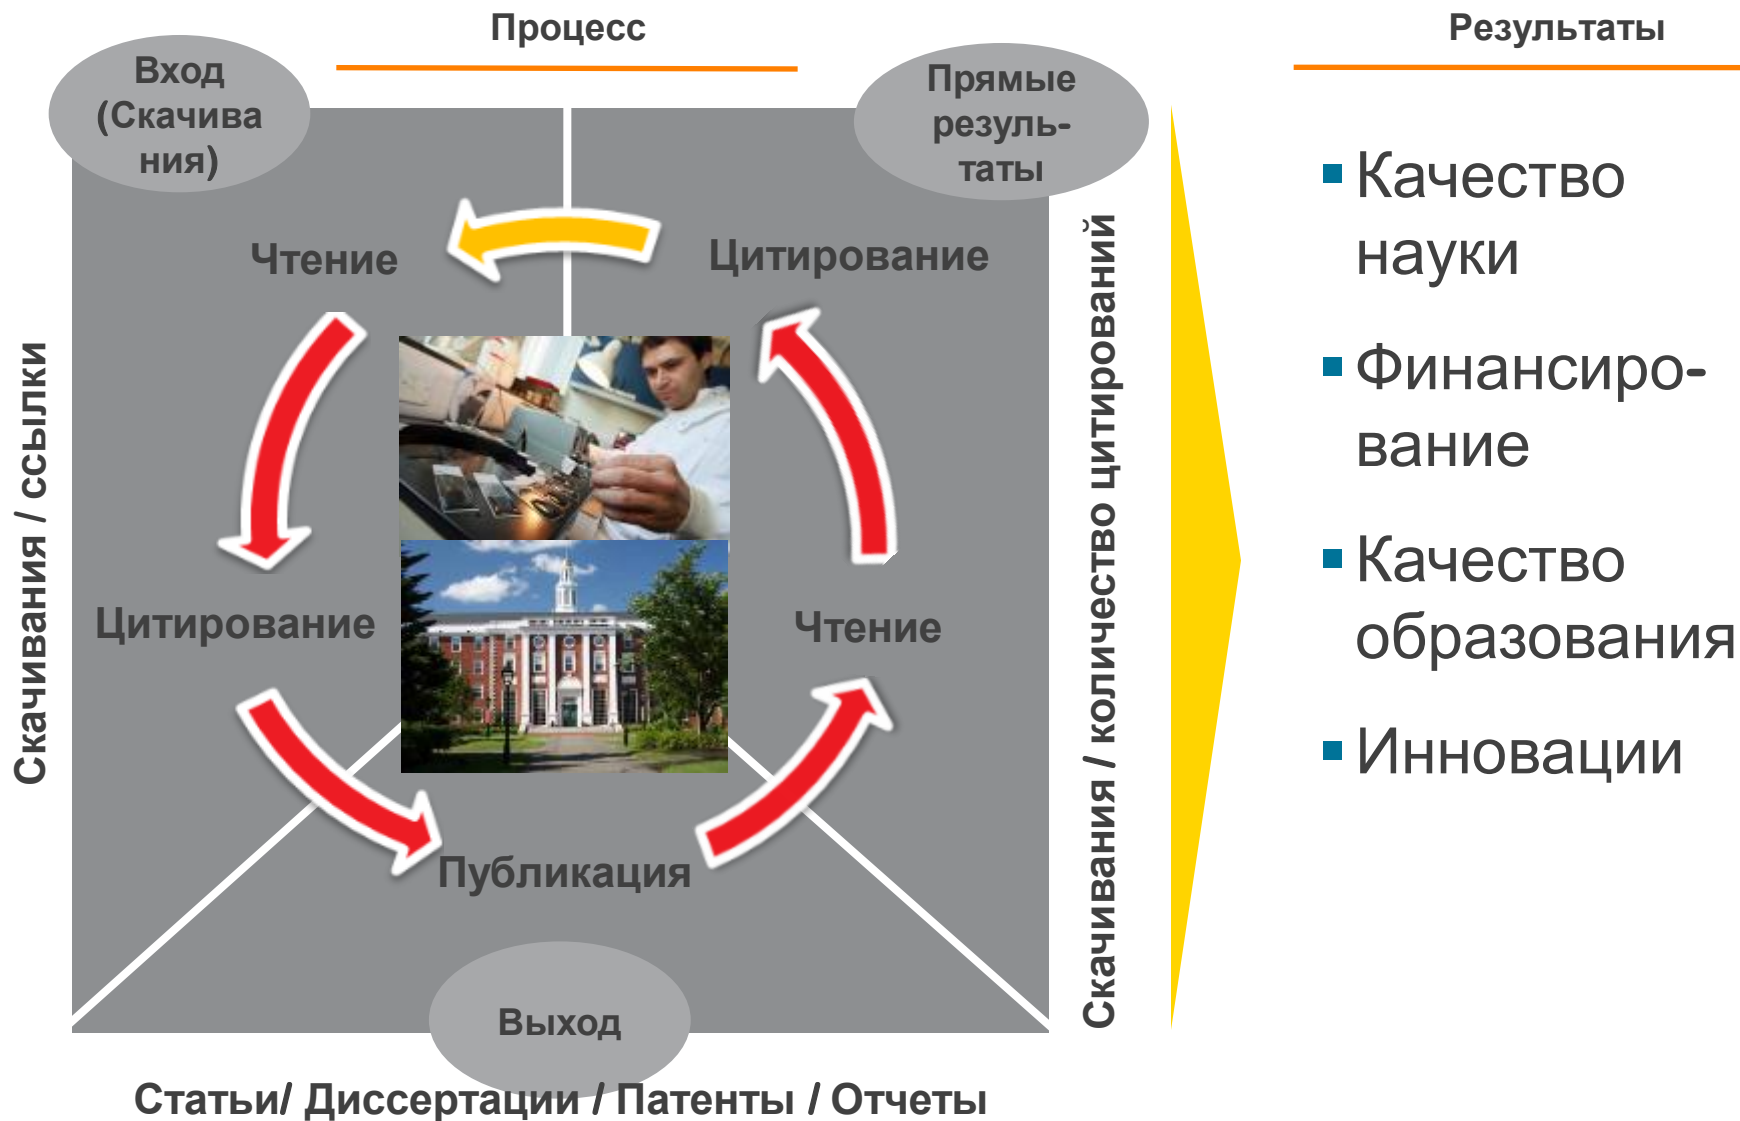 Процесс
Результаты
Вход
(Скачива
ния)
Прямые
резуль-
таты
Чтение
Цитирование
Цитирование
Чтение
Публикация
Выход
Скачивания / ссылки
Скачивания / количество цитирований
Статьи/ Диссертации / Патенты / Отчеты
Качество
науки
Финансиро-
вание
Качество
образования
Инновации